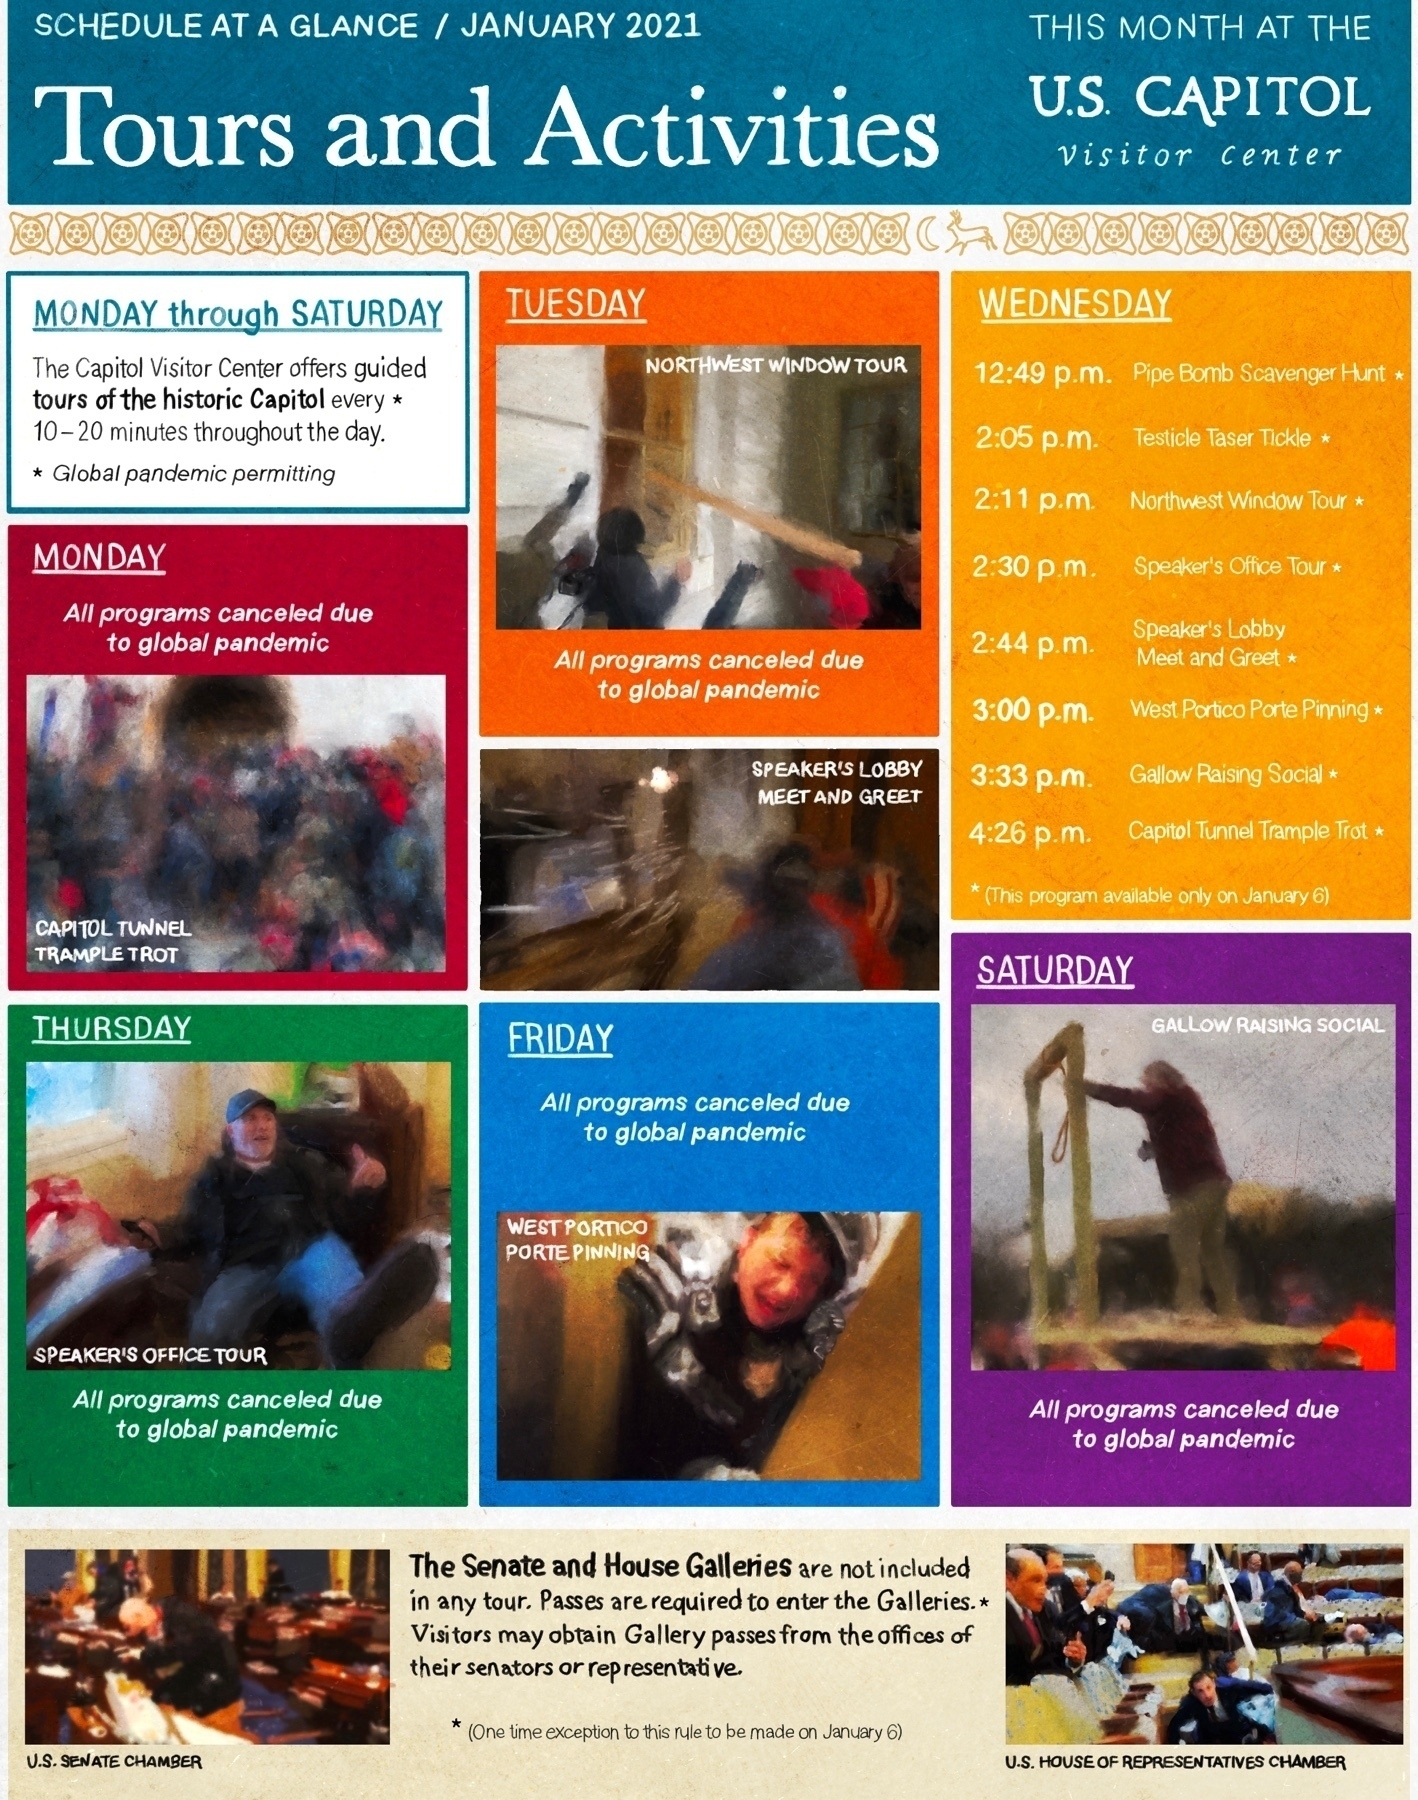 SCHEDULE AT A GLANCE / JANUARY 2021
Tours and Activities
THIS MONTH AT THE
U.S. CAPITOL
visitor center
MONDAY through SATURDAY
The Capitol Visitor Center offers guided
tours of the historic Capitol every *
10–20 minutes throughout the day.
* Global pandemic permitting
MONDAY
All programs canceled due
to global pandemic
CAPITOL TUNNEL
TRAMPLE TROT
TUESDAY
NORTHWEST WINDOW TOUR
All programs canceled due
to global pandemic
SPEAKER'S LOBBY
MEET AND GREET
WEDNESDAY
12:49 p.m. Pipe Bomb Scavenger Hunt *
2:05 p.m. Testicle Taser TIckle *
2:11 p.m. Northwest Window Tour *
2:30 p.m. Speaker's Office Tour *
2:44 p.m. Speaker's Lobby
Meet and Greet *
3:00 p.m. West Portico Porte Pinning *
3:33 p.m. Gallow Raising Social *
4:26 p.m. Capitol Tunnel Trample Trot *
* (This program available only on January 6)
THURSDAY
SPEAKER'S OFFICE TOUR
All programs canceled due
to global pandemic
FRIDAY
All programs canceled due
to global pandemic
WEST PORTICO
PORTE PINNING
SATURDAY
GALLOW RAISING SOCIAL
All programs canceled due
to global pandemic
The Senate and House Galleries are not included
in any tour. Passes are required to enter the Galleries.*
Visitors may obtain Gallery passes from the offices of
their senators or representative.
* (One time exception to this rule to be made on January 6)
U.S. SENATE CHAMBER
U.S. HOUSE OF REPRESENTATIVES CHAMBER